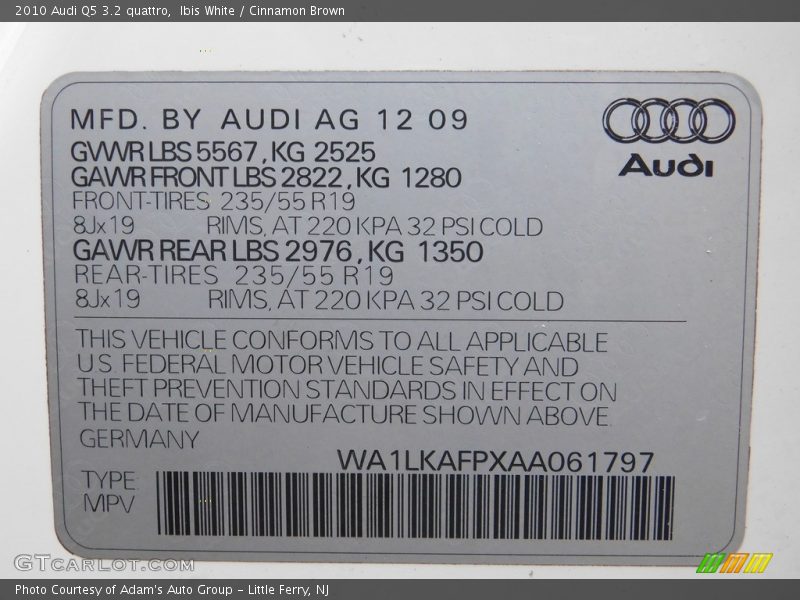 2010 Audi Q5 3.2 quattro,  Ibis White / Cinnamon Brown
MFD. BY AUDI AG 12 09
GVWR LBS 5567, KG 2525
GAWR FRONT LBS 2822, KG 1280
FRONT-TIRES 235/55 R19
8Jx19 RIMS, AT 220 KPA 32 PSI COLD
GAWR REAR LBS 2976, KG 1350
REAR-TIRES 235/55 R19
8Jx19 RIMS, AT 220 KPA 32 PSI COLD
Audi
THIS VEHICLE CONFORMS TO ALL APPLICABLE
U.S. FEDERAL MOTOR VEHICLE SAFETY AND
THEFT PREVENTION STANDARDS IN EFFECT ON
THE DATE OF MANUFACTURE SHOWN ABOVE.
GERMANY
WA1LKAFPXAA061797
TYPE
MPV
GTCARLOT.COM
Photo Courtesy of Adam's Auto Group – Little Ferry, NJ